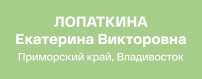 ЛОПАТКИНА
Екатерина Викторовна
Приморский край, Владивосток